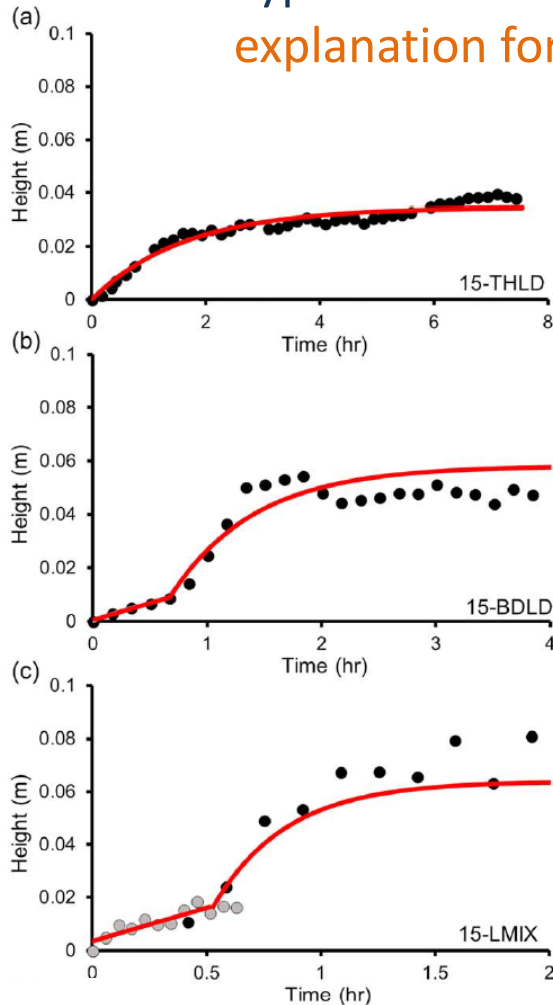 explanation for
(a)
0.1
0.08
0.06
0.04
0.02
0
Height (m)
15-THLD
0 2 4 6 8
Time (hr)
(b)
0.1
0.08
0.06
0.04
0.02
0
Height (m)
15-BDLD
0 1 2 3 4
Time (hr)
(c)
0.1
0.08
0.06
0.04
0.02
0
Height (m)
15-LMIX
0 0.5 1 1.5 2
Time (hr)